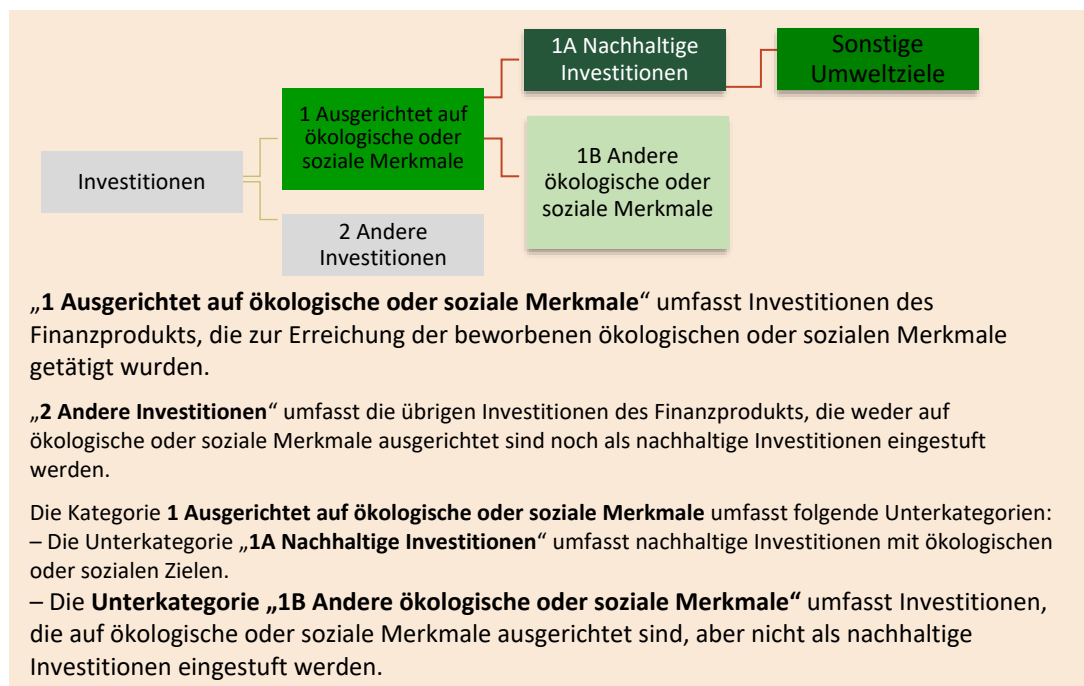 1A Nachhaltige
Investitionen
Sonstige
Umweltziele
1 Ausgerichtet auf
ökologische oder
soziale Merkmale
1B Andere
ökologische oder
soziale Merkmale
Investitionen
2 Andere
Investitionen
„1 Ausgerichtet auf ökologische oder soziale Merkmale“ umfasst Investitionen des
Finanzprodukts, die zur Erreichung der beworbenen ökologischen oder sozialen Merkmale
getätigt wurden.
„2 Andere Investitionen“ umfasst die übrigen Investitionen des Finanzprodukts, die weder auf
ökologische oder soziale Merkmale ausgerichtet sind noch als nachhaltige Investitionen eingestuft
werden.
Die Kategorie 1 Ausgerichtet auf ökologische oder soziale Merkmale umfasst folgende Unterkategorien:
– Die Unterkategorie „1A Nachhaltige Investitionen“ umfasst nachhaltige Investitionen mit ökologischen
oder sozialen Zielen.
– Die Unterkategorie „1B Andere ökologische oder soziale Merkmale“ umfasst Investitionen,
die auf ökologische oder soziale Merkmale ausgerichtet sind, aber nicht als nachhaltige
Investitionen eingestuft werden.